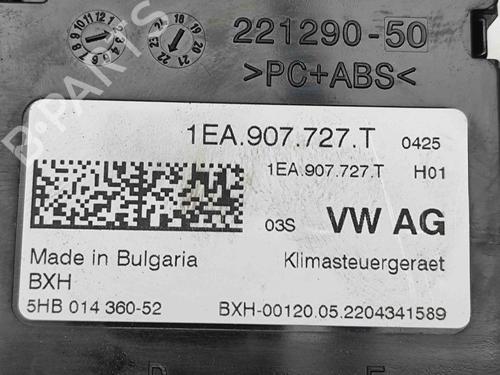 221290-50
>PC+ABS<
1EA.907.727.T 0425
1EA.907.727.T H01
03S VW AG
Made in Bulgaria Klimasteuergeraet
BXH
5HB 014 360-52 BXH-00120.05.2204341589
B-PARTS